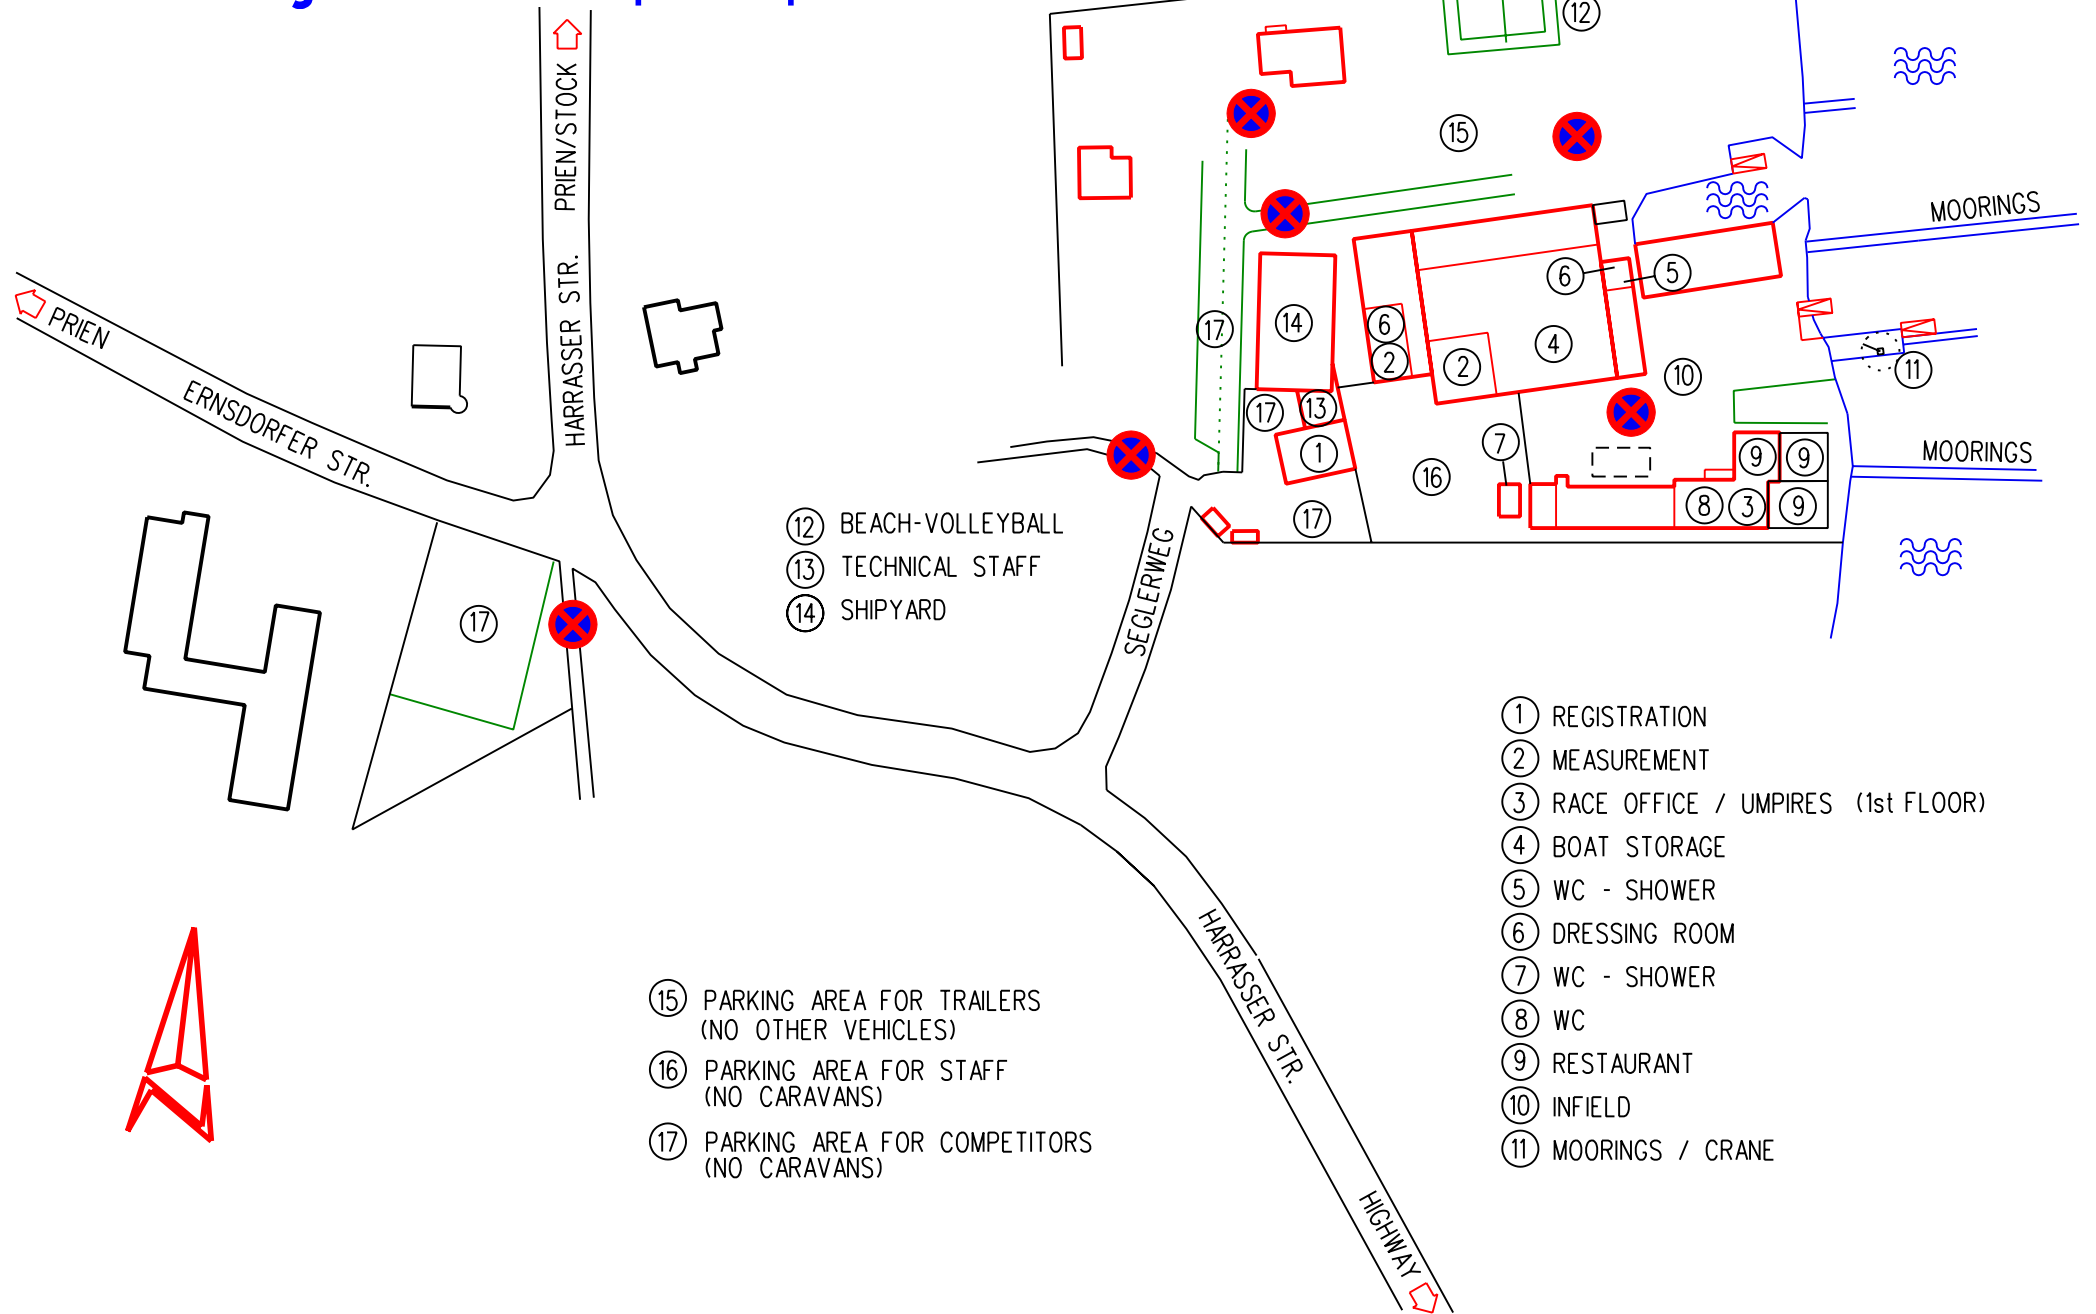 12
PRIEN/STOCK
HARRASSER STR.
15
MOORINGS
6
5
17
14
6
2
2
4
10
11
PRIEN
ERNSDORFER STR.
17
13
1
7
16
9
9
MOORINGS
8
3
9
17
SEGLERWEG
17
12 BEACH-VOLLEYBALL
13 TECHNICAL STAFF
14 SHIPYARD
1 REGISTRATION
2 MEASUREMENT
3 RACE OFFICE / UMPIRES (1st FLOOR)
4 BOAT STORAGE
5 WC - SHOWER
6 DRESSING ROOM
7 WC - SHOWER
8 WC
9 RESTAURANT
10 INFIELD
11 MOORINGS / CRANE
HARRASSER STR.
HIGHWAY
15 PARKING AREA FOR TRAILERS
(NO OTHER VEHICLES)
16 PARKING AREA FOR STAFF
(NO CARAVANS)
17 PARKING AREA FOR COMPETITORS
(NO CARAVANS)